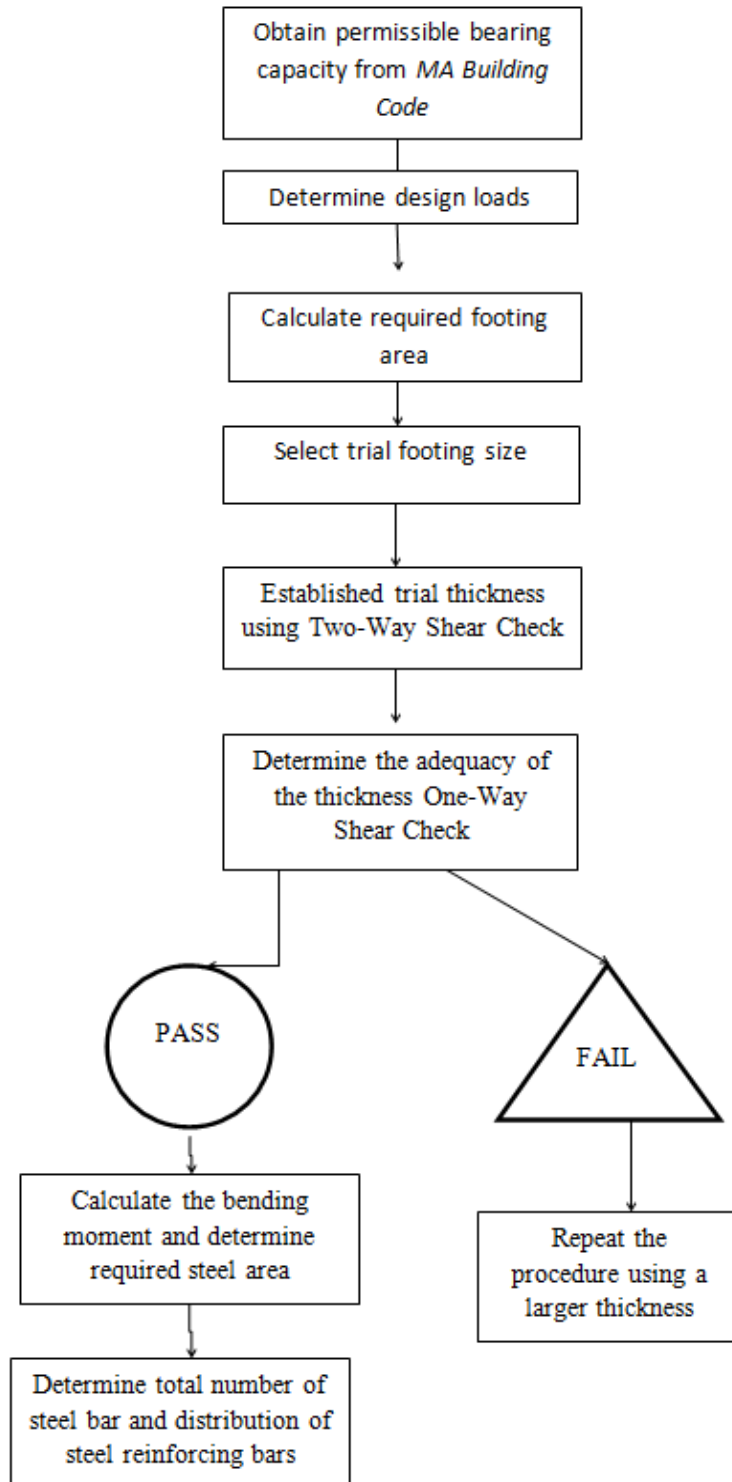 Obtain permissible bearing
capacity from MA Building
Code
Determine design loads
Calculate required footing
area
Select trial footing size
Established trial thickness
using Two-Way Shear Check
Determine the adequacy of
the thickness One-Way
Shear Check
PASS
FAIL
Calculate the bending
moment and determine
required steel area
Repeat the
procedure using a
larger thickness
Determine total number of
steel bar and distribution of
steel reinforcing bars